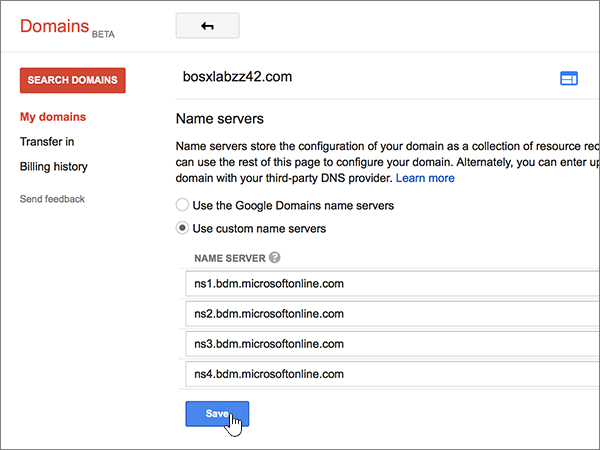 Domains BETA
SEARCH DOMAINS
My domains
Transfer in
Billing history
Send feedback
bosxlabzz42.com
Name servers
Name servers store the configuration of your domain as a collection of resource
can use the rest of this page to configure your domain. Alternately, you can enter
domain with your third-party DNS provider. Learn more
Use the Google Domains name servers
Use custom name servers
NAME SERVER ?
ns1.bdm.microsoftonline.com
ns2.bdm.microsoftonline.com
ns3.bdm.microsoftonline.com
ns4.bdm.microsoftonline.com
Save